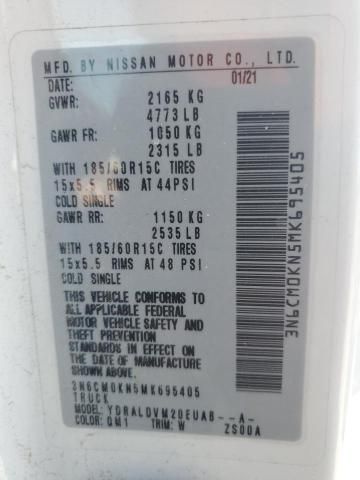 MFD. BY NISSAN MOTOR CO., LTD.
DATE: 01/21
GVWR: 2165 KG
4773 LB
GAWR FR: 1050 KG
2315 LB
WITH 185/60R15C TIRES
15x5.5 RIMS AT 44PSI
COLD SINGLE
GAWR RR: 1150 KG
2535 LB
WITH 185/60R15C TIRES
15x5.5 RIMS AT 48 PSI
COLD SINGLE
THIS VEHICLE CONFORMS TO
ALL APPLICABLE FEDERAL
MOTOR VEHICLE SAFETY AND
THEFT PREVENTION
STANDARDS IN EFFECT ON
THE DATE OF MANUFACTURE
SHOWN ABOVE.
3N6CM0KN5MK695405
TRUCK
MODEL: YDRALDVM20EUAB--A-
COLOR: QM1 TRIM: W ZS00A
3N6CM0KN5MK695405